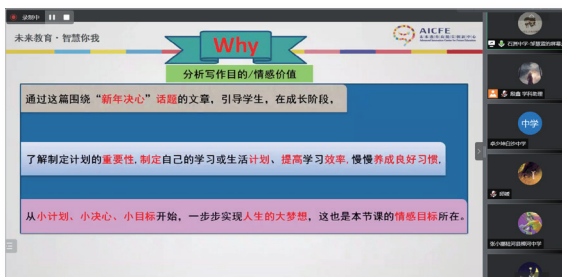 录制中
未来教育·智慧你我
Why
AICFE
分析写作目的/情感价值
通过这篇围绕“新年决心”话题的文章，引导学生，在成长阶段，
了解制定计划的重要性，制定自己的学习或生活计划、提高学习效率，慢慢养成良好习惯，
从小计划、小决心、小目标开始，一步步实现人生的大梦想，这也是本节课的情感目标所在。
中学